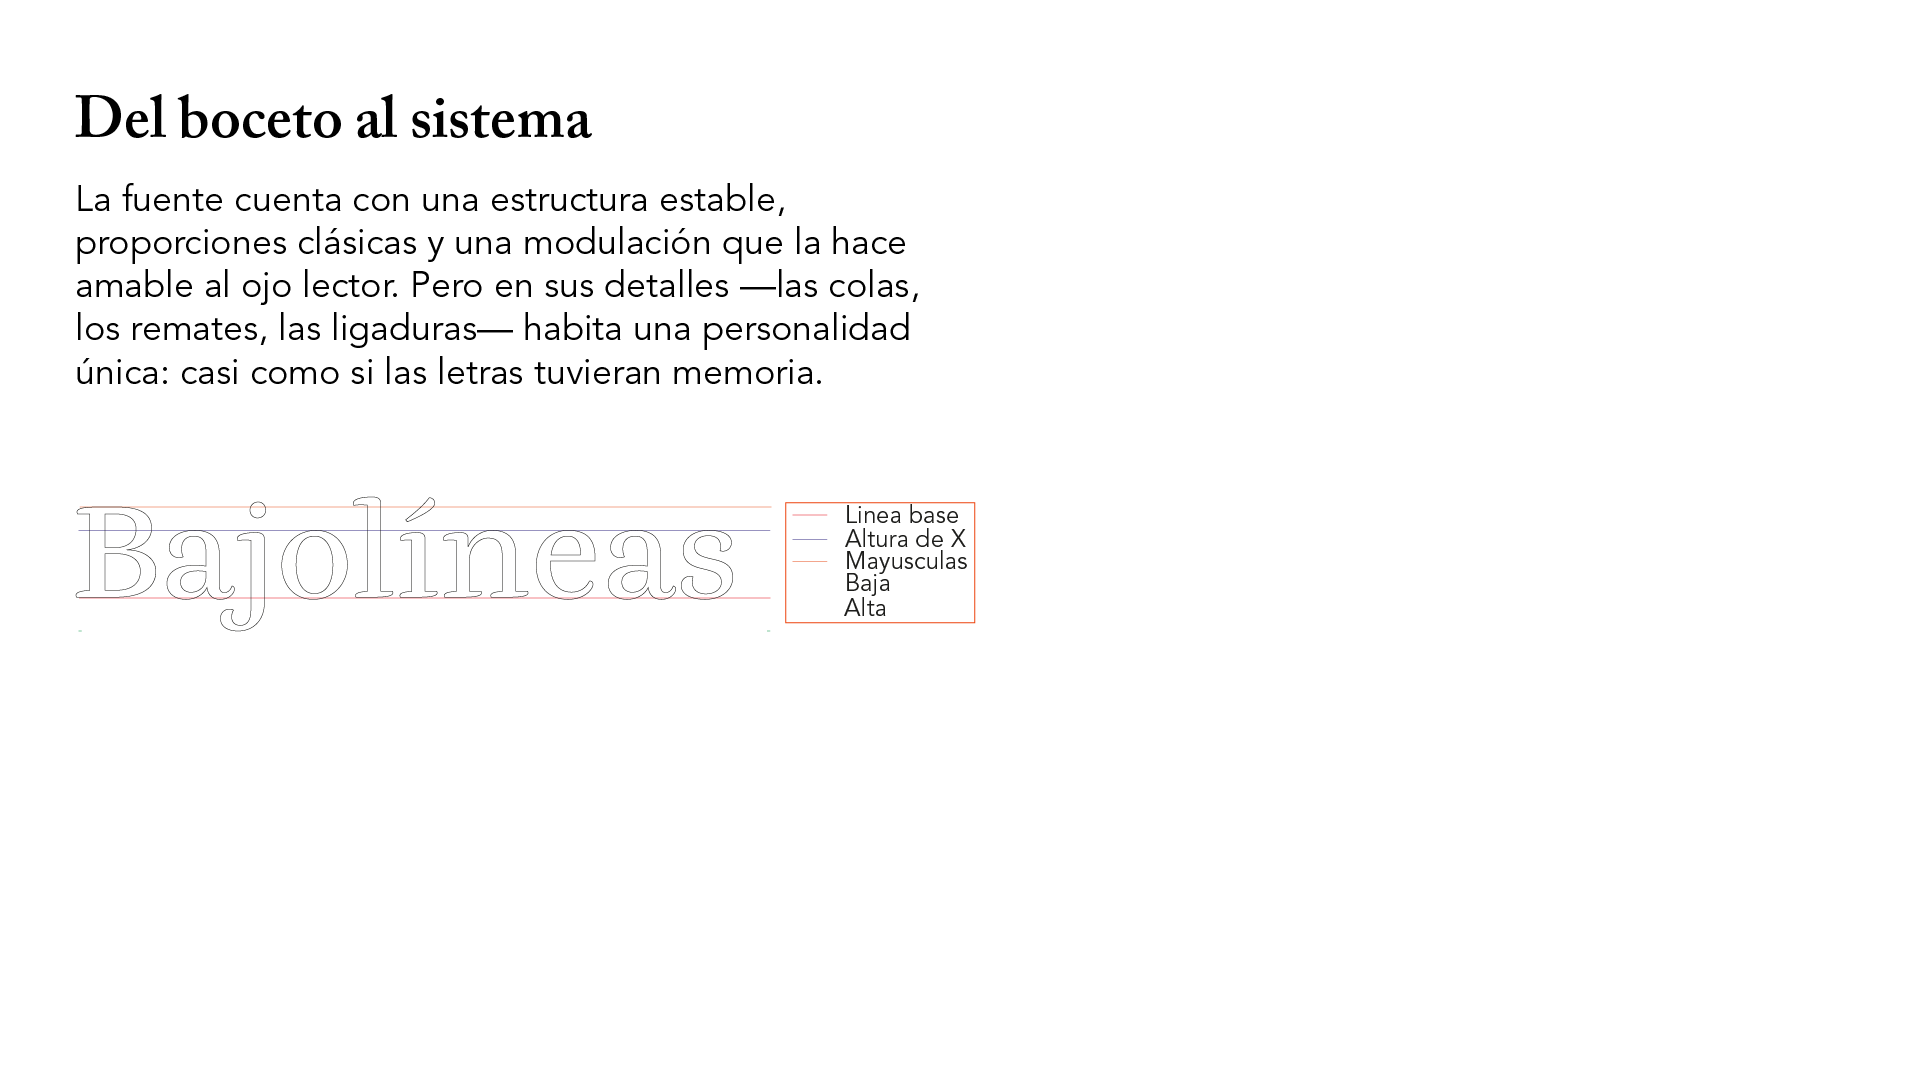 Del boceto al sistema
La fuente cuenta con una estructura estable,
proporciones clásicas y una modulación que la hace
amable al ojo lector. Pero en sus detalles —las colas,
los remates, las ligaduras— habita una personalidad
única: casi como si las letras tuvieran memoria.
Bajolíneas
Linea base
Altura de X
Mayusculas
Baja
Alta